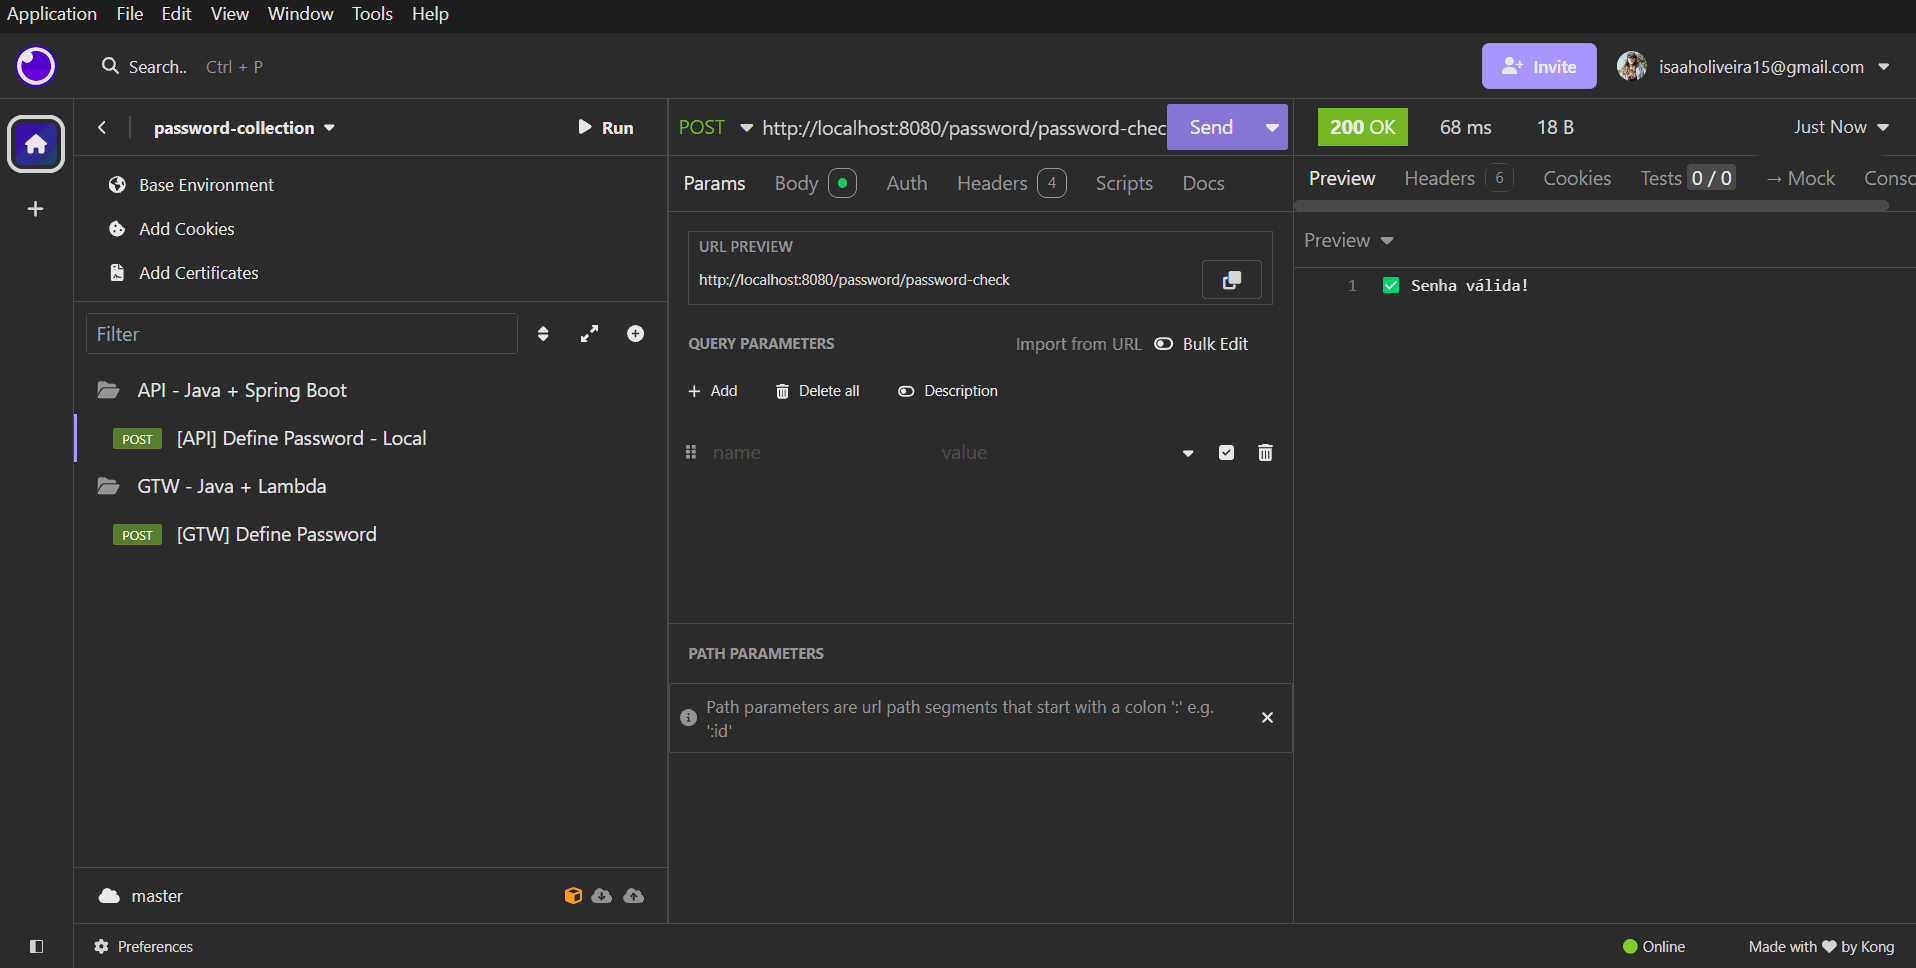 Application File Edit View Window Tools Help
Search.. Ctrl + P
Invite
isaaholiveira15@gmail.com
password-collection
Run
Base Environment
Add Cookies
Add Certificates
Filter
API - Java + Spring Boot
POST [API] Define Password - Local
GTW - Java + Lambda
POST [GTW] Define Password
master
POST http://localhost:8080/password/password-chec Send
Params Body Auth Headers 4 Scripts Docs
URL PREVIEW
http://localhost:8080/password/password-check
QUERY PARAMETERS Import from URL Bulk Edit
+ Add Delete all Description
name value
PATH PARAMETERS
Path parameters are url path segments that start with a colon ':' e.g.
':id'
200 OK 68 ms 18 B Just Now
Preview Headers 6 Cookies Tests 0 / 0 → Mock Conso
Preview
1 ✅ Senha válida!
Preferences
Online
Made with ♥ by Kong